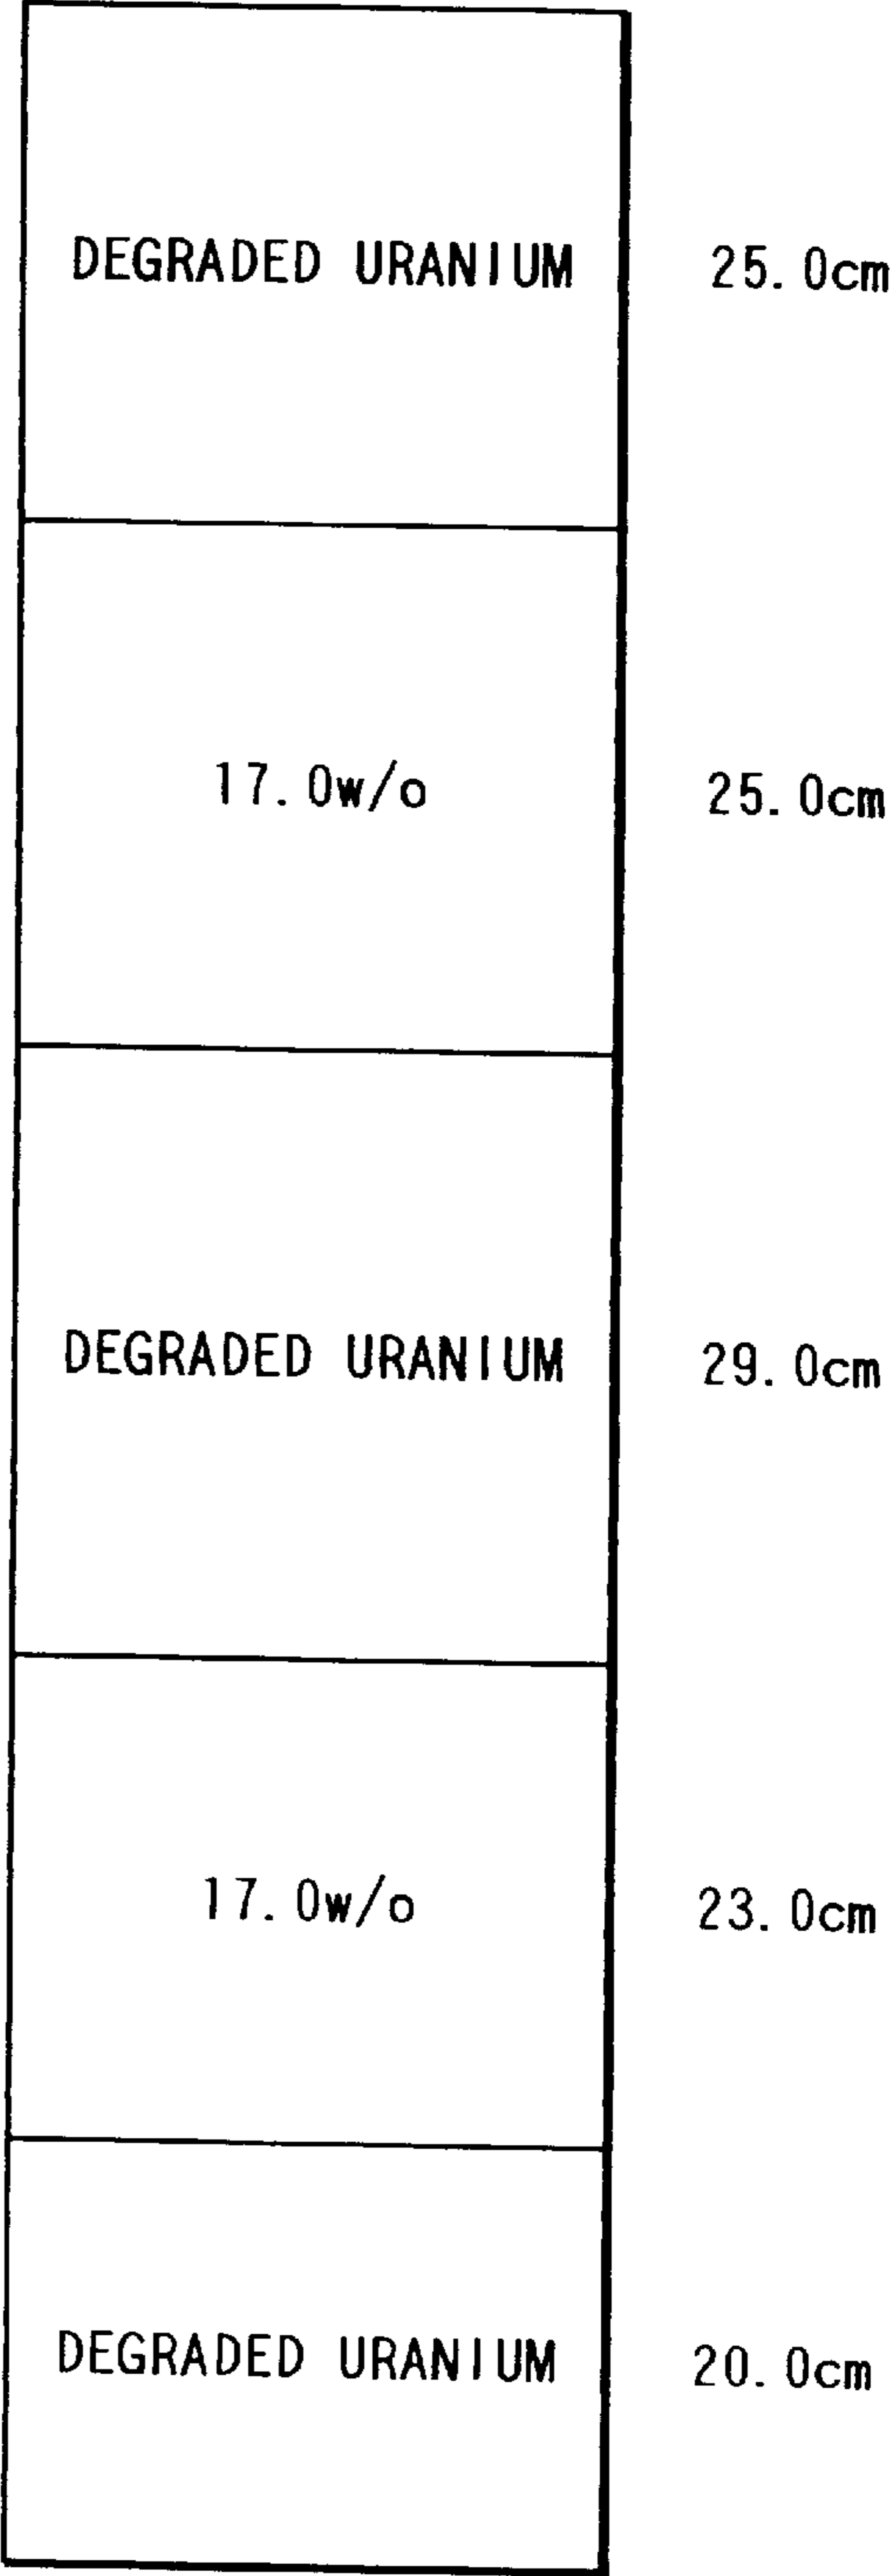 DEGRADED URANIUM 25.0cm
17.0w/o 25.0cm
DEGRADED URANIUM 29.0cm
17.0w/o 23.0cm
DEGRADED URANIUM 20.0cm